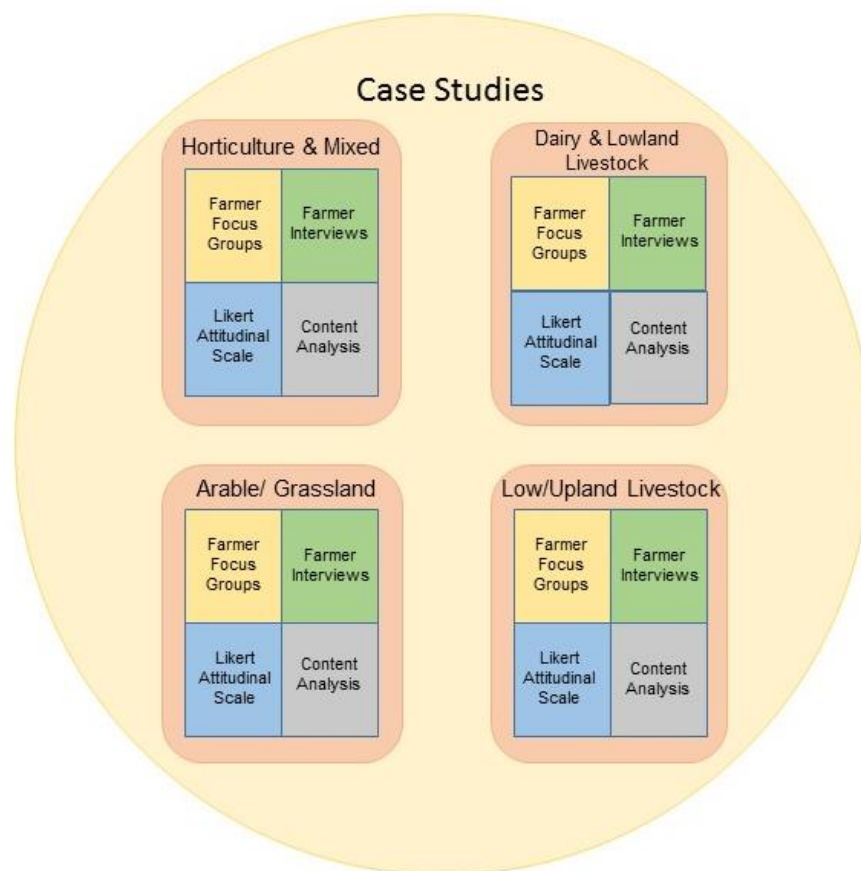 Case Studies
Horticulture & Mixed
Farmer
Focus
Groups
Farmer
Interviews
Likert
Attitudinal
Scale
Content
Analysis
Dairy & Lowland
Livestock
Farmer
Focus
Groups
Farmer
Interviews
Likert
Attitudinal
Scale
Content
Analysis
Arable/ Grassland
Farmer
Focus
Groups
Farmer
Interviews
Likert
Attitudinal
Scale
Content
Analysis
Low/Upland Livestock
Farmer
Focus
Groups
Farmer
Interviews
Likert
Attitudinal
Scale
Content
Analysis